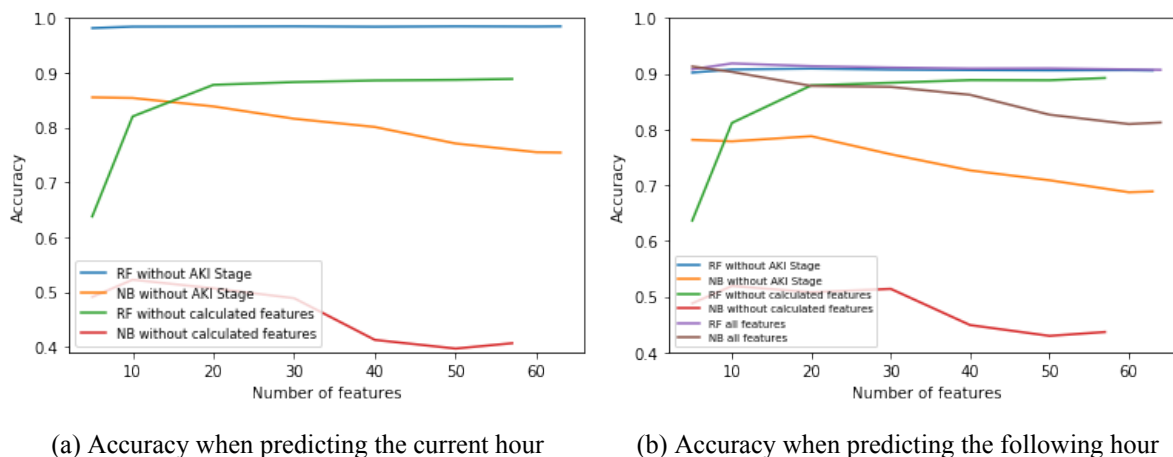 1.0
0.9
0.8
0.7
0.6
0.5
0.4
Accuracy
RF without AKI Stage
NB without AKI Stage
RF without calculated features
NB without calculated features
10 20 30 40 50 60
Number of features
(a) Accuracy when predicting the current hour
1.0
0.9
0.8
0.7
0.6
0.5
0.4
Accuracy
RF without AKI Stage
NB without AKI Stage
RF without calculated features
NB without calculated features
RF all features
NB all features
10 20 30 40 50 60
Number of features
(b) Accuracy when predicting the following hour